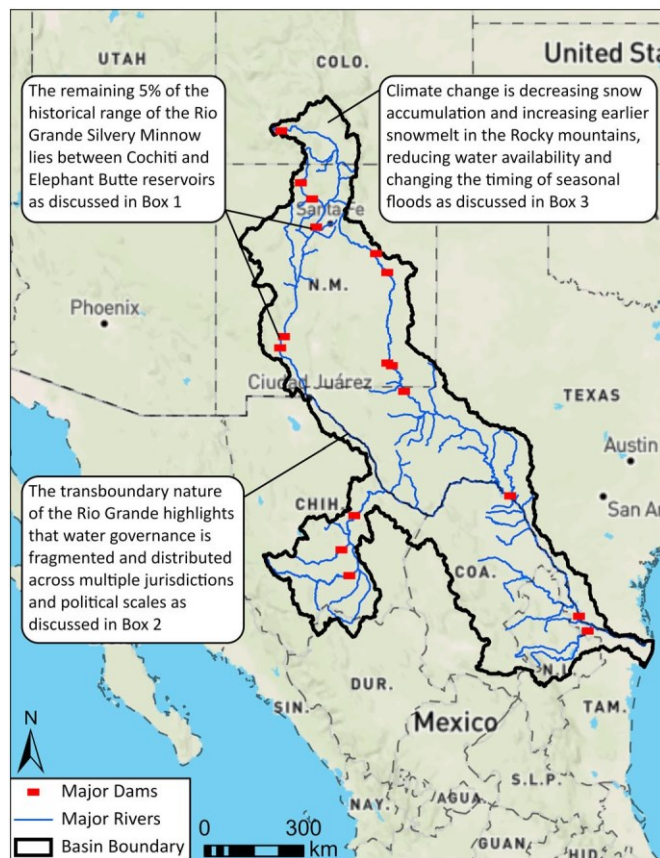 UTAH
COLO.
United Sta
The remaining 5% of the
historical range of the Rio
Grande Silvery Minnow
lies between Cochiti and
Elephant Butte reservoirs
as discussed in Box 1
Climate change is decreasing snow
accumulation and increasing earlier
snowmelt in the Rocky mountains,
reducing water availability and
changing the timing of seasonal
floods as discussed in Box 3
Santa Fe
N.M.
Phoenix
Ciudad Juárez
TEXAS
Austin
San An
The transboundary nature
of the Rio Grande highlights
that water governance is
fragmented and distributed
across multiple jurisdictions
and political scales as
discussed in Box 2
CHIH.
COA.
N.L.
DUR.
SIN.
TAM.
Mexico
S.L.P.
NAY.
AGUA.
GUAN.
HID.
N
Major Dams
Major Rivers
Basin Boundary
0 300
km